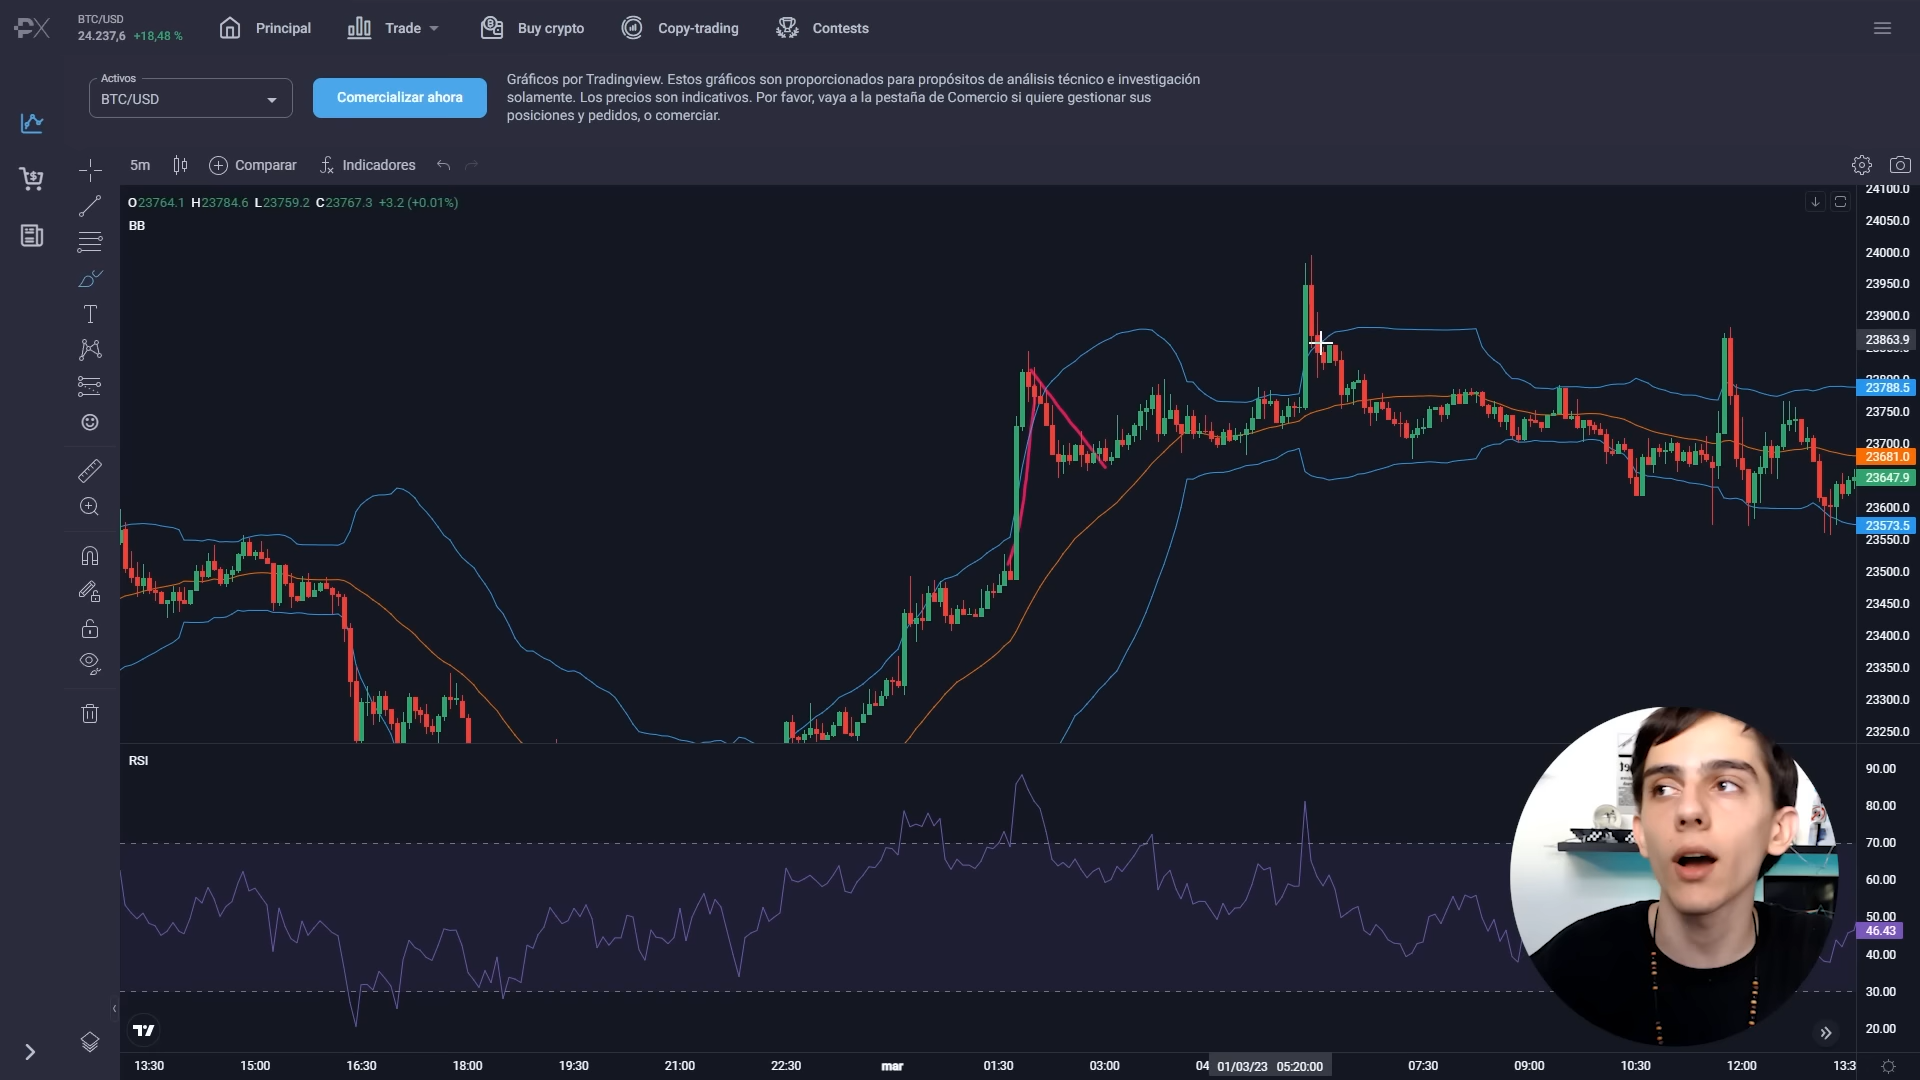 BTC/USD
24.237,6 +18,48 %
Principal
Trade
Buy crypto
Copy-trading
Contests
Activos
BTC/USD
Comercializar ahora
Gráficos por Tradingview. Estos gráficos son proporcionados para propósitos de análisis técnico e investigación
solamente. Los precios son indicativos. Por favor, vaya a la pestaña de Comercio si quiere gestionar sus
posiciones y pedidos, o comerciar.
5m
Comparar
Indicadores
O23764.1 H23784.6 L23759.2 C23767.3 +3.2 (+0.01%)
BB
24100.0
24050.0
24000.0
23950.0
23900.0
23863.9
23788.5
23750.0
23700.0
23681.0
23647.9
23600.0
23573.5
23550.0
23500.0
23450.0
23400.0
23350.0
23300.0
23250.0
RSI
90.00
80.00
70.00
60.00
50.00
46.43
40.00
30.00
20.00
13:30
15:00
16:30
18:00
19:30
21:00
22:30
mar
01:30
03:00
04
01/03/23 05:20:00
07:30
09:00
10:30
12:00
13:3